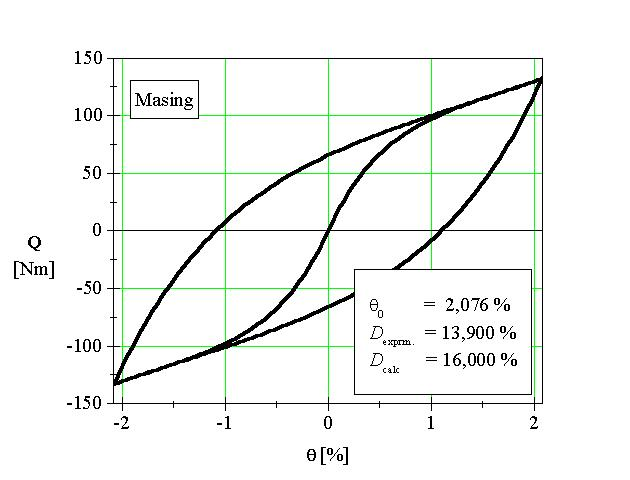 150
Masing
100
50
0
Q
[Nm]
-50
θ0 = 2,076 %
Dexprm. = 13,900 %
-100
Dcalc = 16,000 %
-150
-2 -1 0 1 2
θ [%]